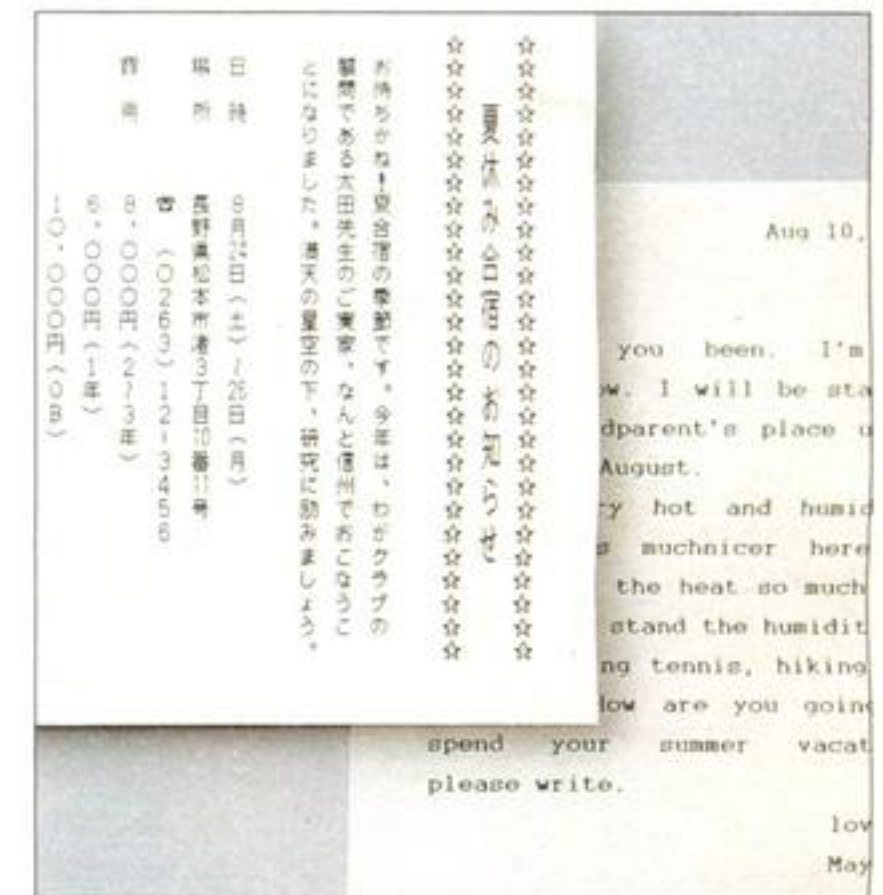 ☆☆☆☆☆☆☆☆☆☆☆☆☆☆☆☆☆☆☆☆☆☆☆☆☆☆☆
夏休み合宿のお知らせ
☆☆☆☆☆☆☆☆☆☆☆☆☆☆☆☆☆☆☆☆☆☆☆☆☆☆☆
お待ちかね！夏合宿の季節です。今年は、わがクラブの
顧問である太田先生のご実家、なんと信州でおこなうこ
とになりました。満天の星空の下、研究に励みましょう。
日 時 8月24日（土）～26日（月）
場 所 長野県松本市渚3丁目10番11号
☎（0263）12-3456
費 用 8，000円（2～3年）
6，000円（1年）
10，000円（OB）
Aug 10,
you been. I'm
I will be sta
dparent's place u
August.
ry hot and humid
s muchnicer here
the heat so much
stand the humidit
ng tennis, hiking
How are you goin
spend your summer vacat
please write.
lov
May